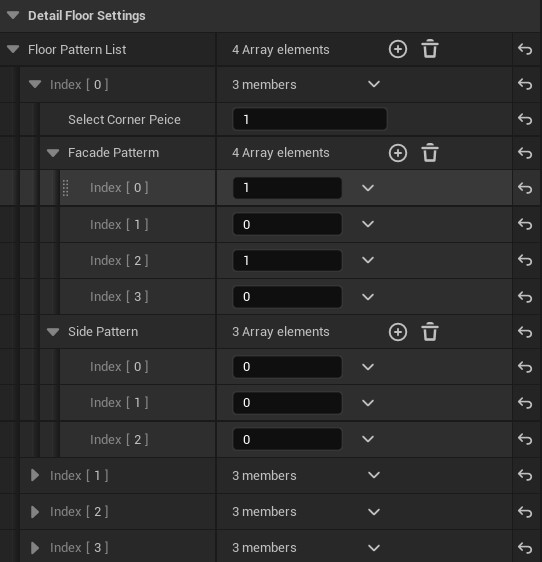 Detail Floor Settings
Floor Pattern List 4 Array elements
Index [ 0 ] 3 members
Select Corner Peice 1
Facade Patterm 4 Array elements
Index [ 0 ] 1
Index [ 1 ] 0
Index [ 2 ] 1
Index [ 3 ] 0
Side Pattern 3 Array elements
Index [ 0 ] 0
Index [ 1 ] 0
Index [ 2 ] 0
Index [ 1 ] 3 members
Index [ 2 ] 3 members
Index [ 3 ] 3 members